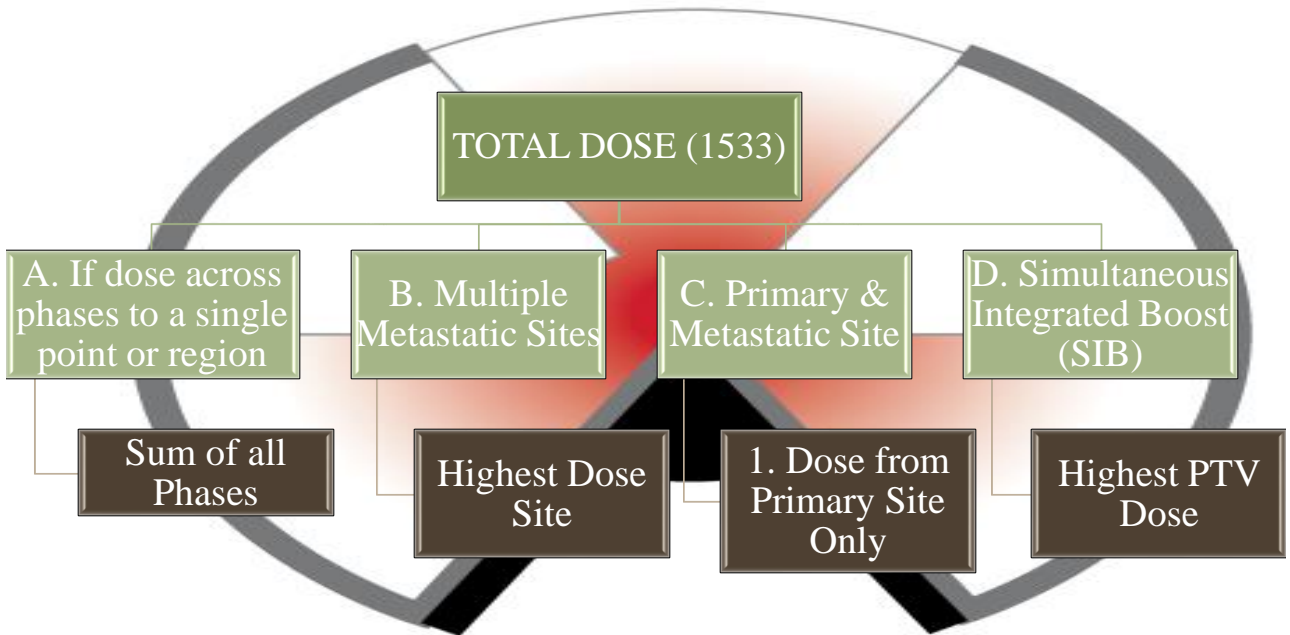 TOTAL DOSE (1533)
A. If dose across
phases to a single
point or region
B. Multiple
Metastatic Sites
C. Primary &
Metastatic Site
D. Simultaneous
Integrated Boost
(SIB)
Sum of all
Phases
Highest Dose
Site
1. Dose from
Primary Site
Only
Highest PTV
Dose